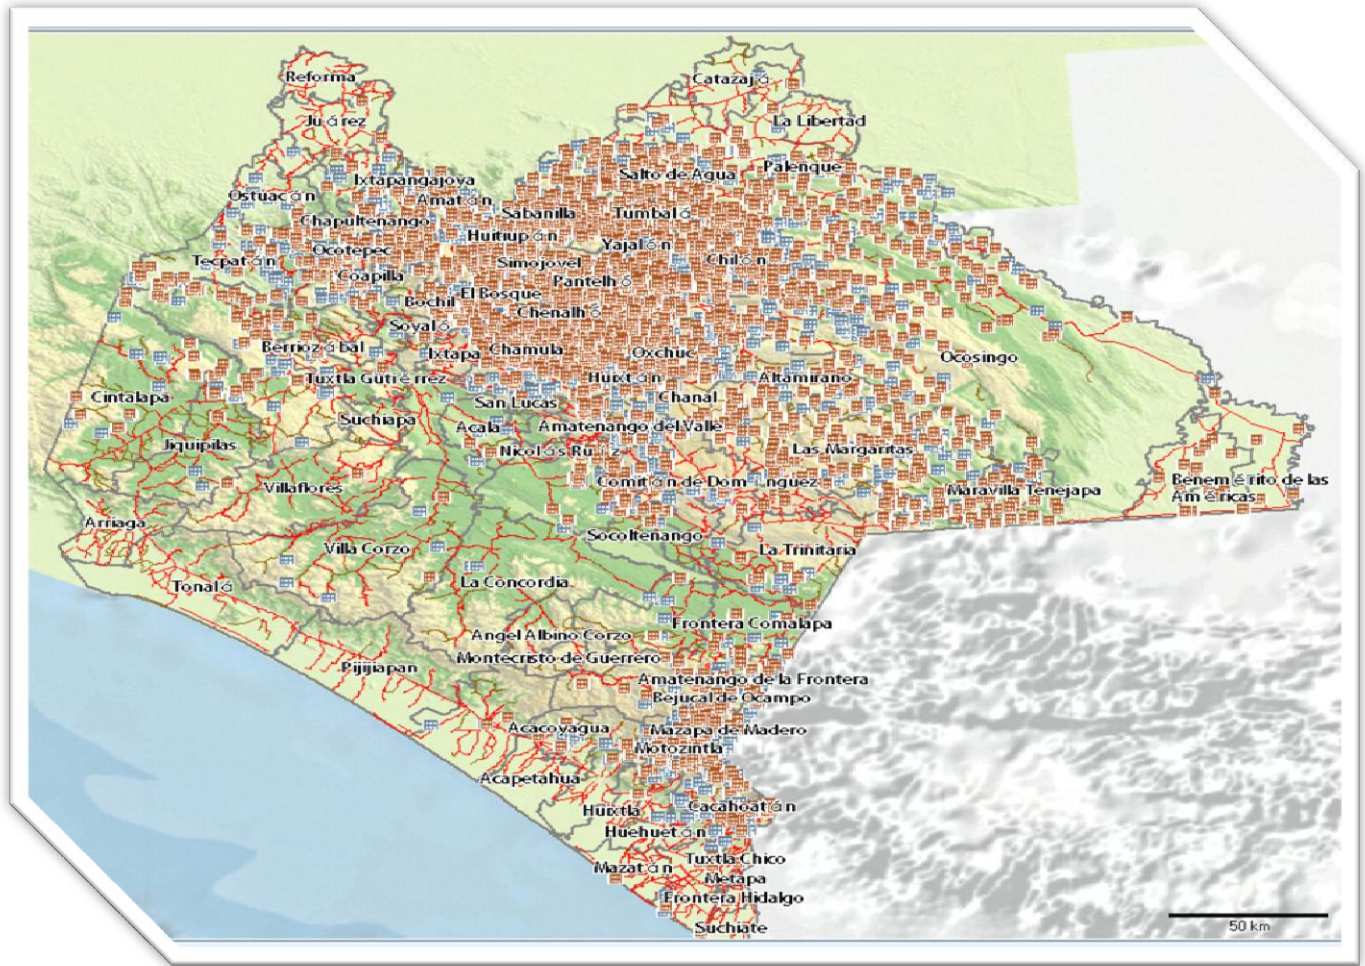 Reforma
Catazajá
Juárez
La Libertad
Salto de Agua
Palenque
Ixtapangajoya
Ostuacán
Amatán
Sabanilla
Tumbalá
Chapultenango
Huitiupán
Yajalón
Ocotepec
Tecpatán
Simojovel
Chilón
Coapilla
Pantelhó
El Bosque
Bochil
Chenalhó
Soyaló
Berriozábal
Ixtapa
Chamula
Oxchuc
Ocosingo
Tuxtla Gutiérrez
Huixtán
Altamirano
Cintalapa
San Lucas
Chanal
Suchiapa
Acala
Amatenango del Valle
Jiquipilas
Nicolás Ruíz
Las Margaritas
Villaflores
Comitán de Domínguez
Maravilla Tenejapa
Benemérito de las
Américas
Arriaga
Socoltenango
Villa Corzo
La Trinitaria
Tonalá
La Concordia
Frontera Comalapa
Angel Albino Corzo
Montecristo de Guerrero
Pijijiapan
Amatenango de la Frontera
Bejucal de Ocampo
Acacoyagua
Mazapa de Madero
Motozintla
Acapetahua
Cacahoatán
Huixtla
Huehuetán
Tuxtla Chico
Mazatán
Metapa
Frontera Hidalgo
Suchiate
50 km